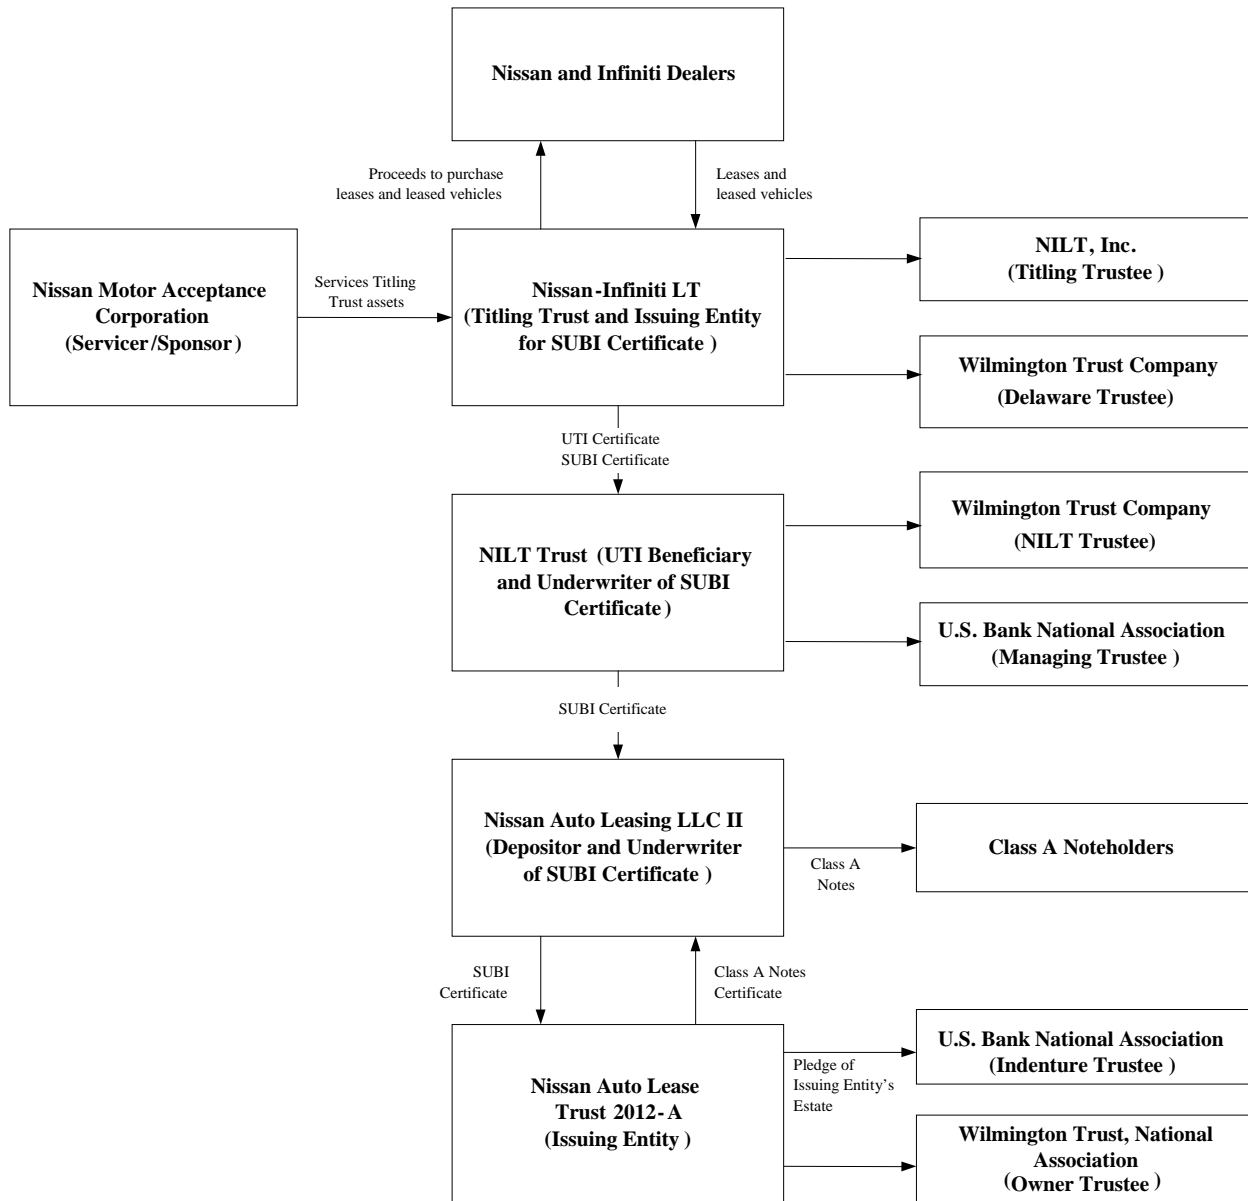 Nissan and Infiniti Dealers
Proceeds to purchase
leases and leased vehicles
Leases and
leased vehicles
Nissan Motor Acceptance
Corporation
(Servicer/Sponsor)
Services Titling
Trust assets
Nissan-Infiniti LT
(Titling Trust and Issuing Entity
for SUBI Certificate )
NILT, Inc.
(Titling Trustee )
Wilmington Trust Company
(Delaware Trustee)
UTI Certificate
SUBI Certificate
NILT Trust (UTI Beneficiary
and Underwriter of SUBI
Certificate)
Wilmington Trust Company
(NILT Trustee)
U.S. Bank National Association
(Managing Trustee )
SUBI Certificate
Nissan Auto Leasing LLC II
(Depositor and Underwriter
of SUBI Certificate )
Class A
Notes
Class A Noteholders
SUBI
Certificate
Class A Notes
Certificate
Nissan Auto Lease
Trust 2012-A
(Issuing Entity )
Pledge of
Issuing Entity's
Estate
U.S. Bank National Association
(Indenture Trustee )
Wilmington Trust, National
Association
(Owner Trustee )